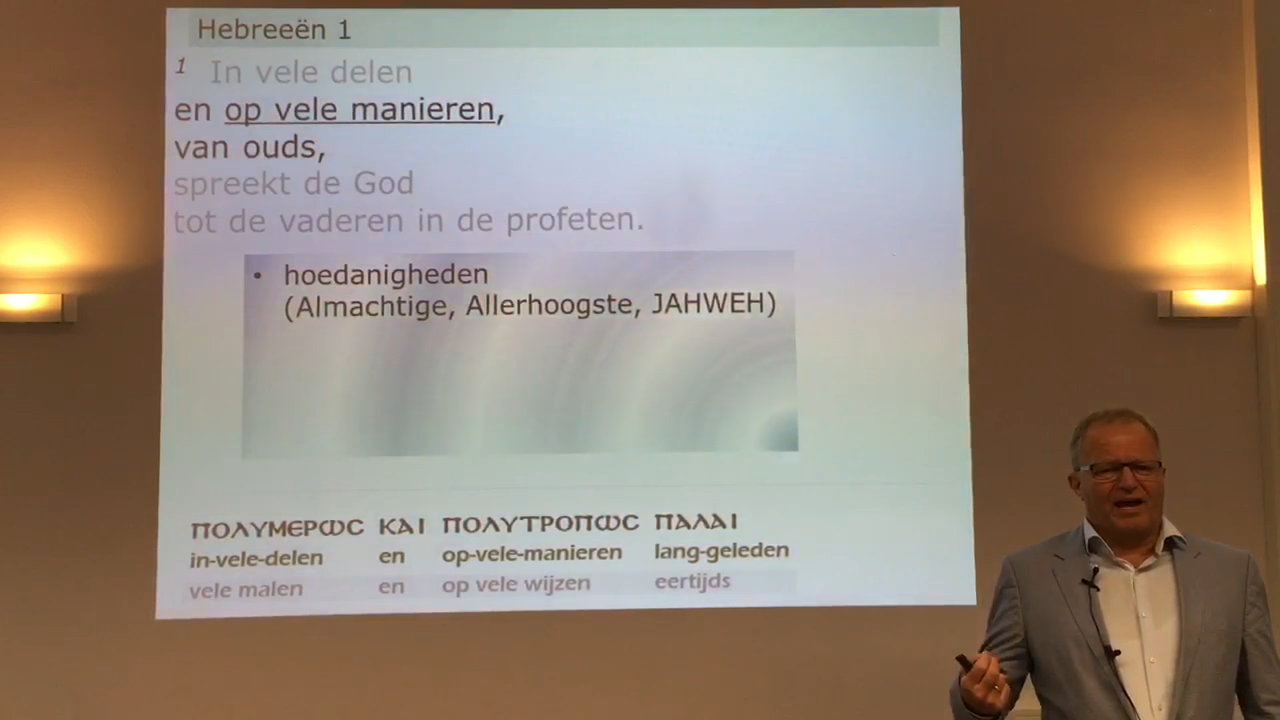 Hebreeën 1
1 In vele delen
en op vele manieren,
van ouds,
spreekt de God
tot de vaderen in de profeten.
• hoedanigheden
(Almachtige, Allerhoogste, JAHWEH)
ΠΟΛΥΜΕΡΩϹ ΚΑΙ ΠΟΛΥΤΡΟΠΩϹ ΠΑΛΑΙ
in-vele-delen en op-vele-manieren lang-geleden
vele malen en op vele wijzen eertijds